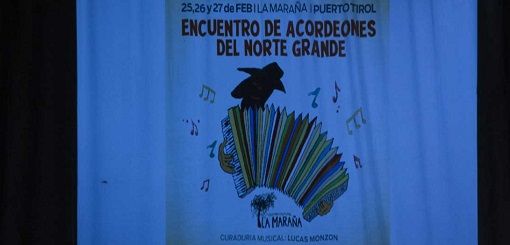 25, 26 y 27 de FEB | LA MARAÑA | PUERTO TIROL
ENCUENTRO DE ACORDEONES
DEL NORTE GRANDE
LA MARAÑA
CURADURIA MUSICAL: LUCAS MONZON